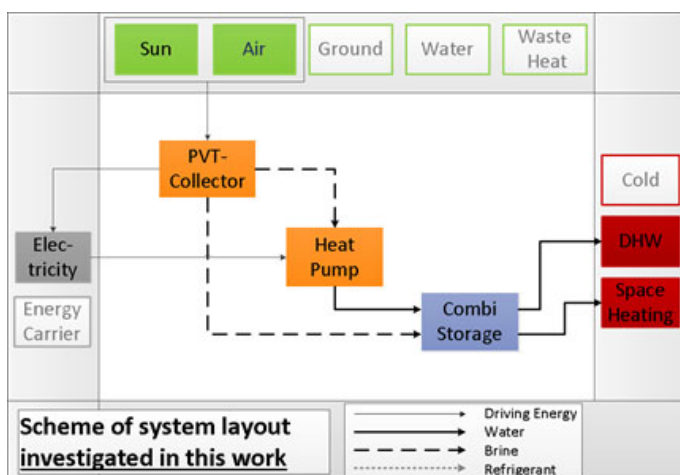 Sun
Air
Ground
Water
Waste
Heat
PVT-
Collector
Cold
Elec-
tricity
Heat
Pump
DHW
Energy
Carrier
Combi
Storage
Space
Heating
Scheme of system layout
investigated in this work
Driving Energy
Water
Brine
Refrigerant